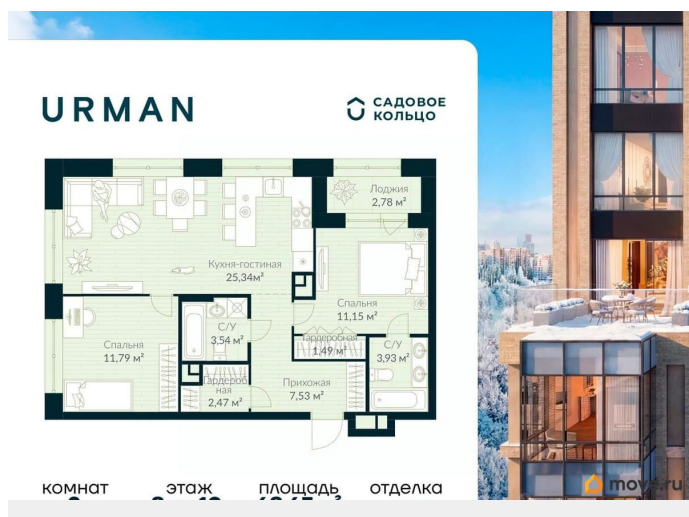 URMAN
САДОВОЕ
КОЛЬЦО
Лоджия
2,78 м²
Кухня-гостиная
25,34м²
Спальня
11,15 м²
С/У
3,54 м²
Спальня
11,79 м²
Гардеробная
1,49 м²
С/У
3,93 м²
Гардероб
ная
2,47 м²
Прихожая
7,53 м²
комнат этаж площадь отделка
move.ru